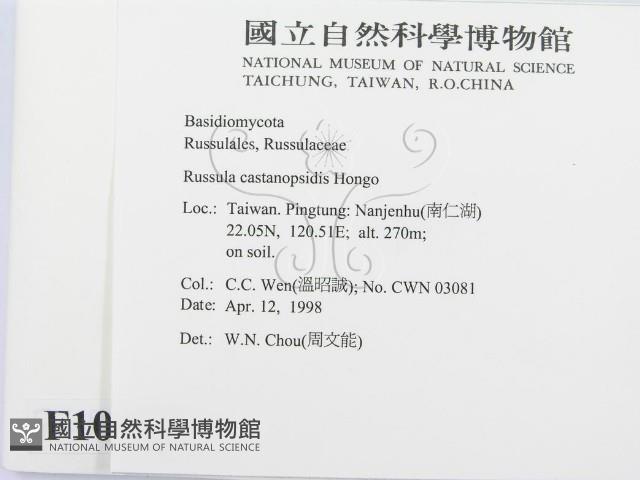 國立自然科學博物館
NATIONAL MUSEUM OF NATURAL SCIENCE
TAICHUNG, TAIWAN, R.O.CHINA
Basidiomycota
Russulales, Russulaceae
Russula castanopsidis Hongo
Loc.: Taiwan. Pingtung: Nanjenhu(南仁湖)
22.05N, 120.51E; alt. 270m;
on soil.
Col.: C.C. Wen(溫昭誠); No. CWN 03081
Date: Apr. 12, 1998
Det.: W.N. Chou(周文能)
F10
國立自然科學博物館
NATIONAL MUSEUM OF NATURAL SCIENCE